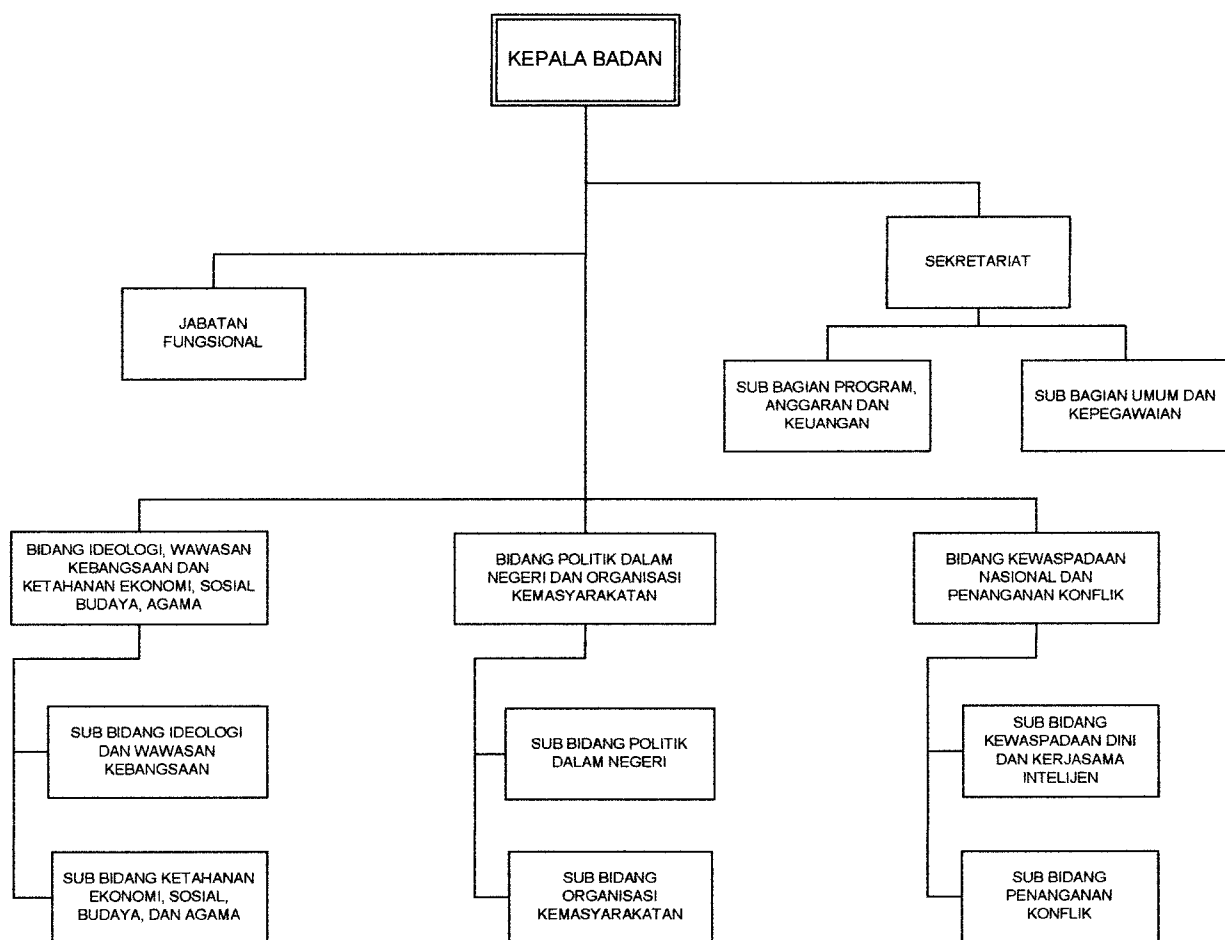 KEPALA BADAN
SEKRETARIAT
JABATAN
FUNGSIONAL
SUB BAGIAN PROGRAM,
ANGGARAN DAN
KEUANGAN
SUB BAGIAN UMUM DAN
KEPEGAWAIAN
BIDANG IDEOLOGI, WAWASAN
KEBANGSAAN DAN
KETAHANAN EKONOMI, SOSIAL
BUDAYA, AGAMA
BIDANG POLITIK DALAM
NEGERI DAN ORGANISASI
KEMASYARAKATAN
BIDANG KEWASPADAAN
NASIONAL DAN
PENANGANAN KONFLIK
SUB BIDANG IDEOLOGI
DAN WAWASAN
KEBANGSAAN
SUB BIDANG POLITIK
DALAM NEGERI
SUB BIDANG
KEWASPADAAN DINI
DAN KERJASAMA
INTELIJEN
SUB BIDANG KETAHANAN
EKONOMI, SOSIAL,
BUDAYA, DAN AGAMA
SUB BIDANG
ORGANISASI
KEMASYARAKATAN
SUB BIDANG
PENANGANAN
KONFLIK